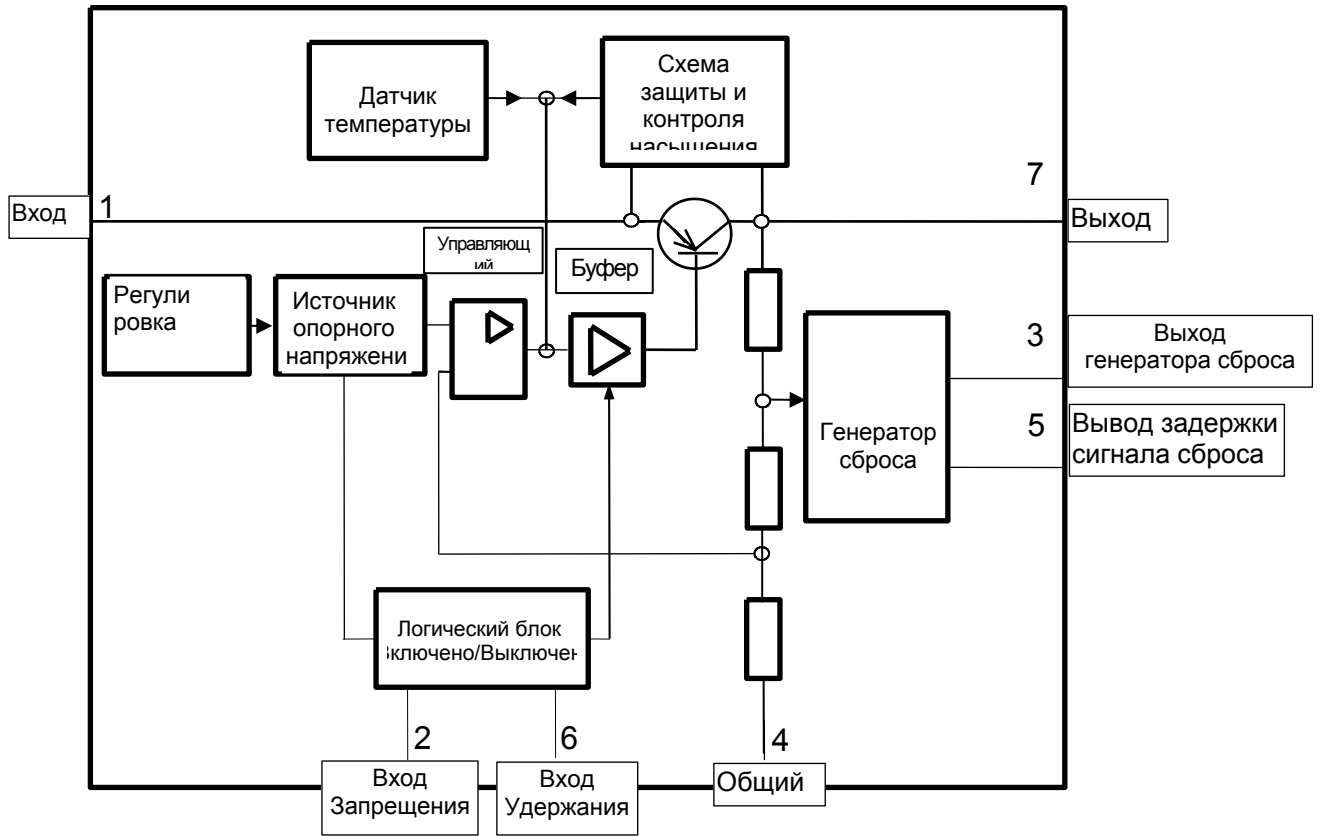 Датчик
температуры
Схема
защиты и
контроля
насыщения
7
1
Вход
Выход
Управляющ
ий
Буфер
Регули
ровка
Источник
опорного
напряжени
3
Выход
генератора сброса
5
Вывод задержки
сигнала сброса
Генератор
сброса
Логический блок
Включено/Выключен
2
6
4
Вход
Запрещения
Вход
Удержания
Общий